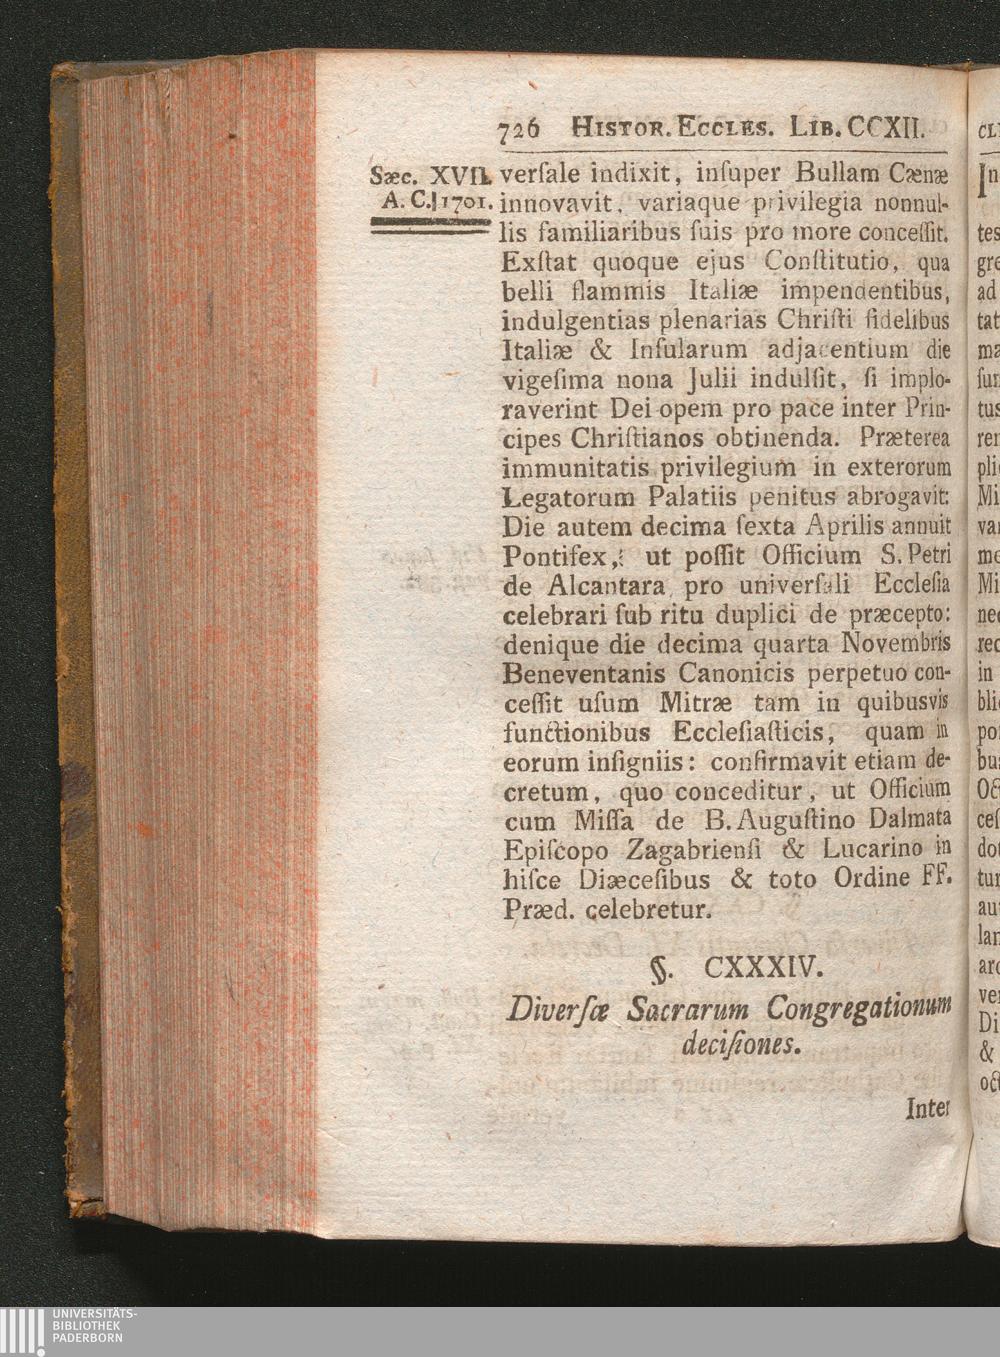 726 HISTOR. ECCLES. LIB. CCXII.
Sæc. XVII.
A. C. 1701.
verſale indixit, inſuper Bullam Cænæ
innovavit, variaque privilegia nonnul-
lis familiaribus ſuis pro more conceſſit.
Exſtat quoque ejus Conſtitutio, qua
belli flammis Italiæ impendentibus,
indulgentias plenarias Chriſti fidelibus
Italiæ & Inſularum adjacentium die
vigeſima nona Julii indulſit, ſi implo-
raverint Dei opem pro pace inter Prin-
cipes Chriſtianos obtinenda. Præterea
immunitatis privilegium in exterorum
Legatorum Palatiis penitus abrogavit:
Die autem decima ſexta Aprilis annuit
Pontifex, ut poſſit Officium S. Petri
de Alcantara pro univerſali Eccleſia
celebrari ſub ritu duplici de præcepto:
denique die decima quarta Novembris
Beneventanis Canonicis perpetuo con-
ceſſit uſum Mitræ tam in quibusvis
functionibus Eccleſiaſticis, quam in
eorum inſigniis: confirmavit etiam de-
cretum, quo conceditur, ut Officium
cum Miſſa de B. Auguſtino Dalmata
Epiſcopo Zagabrienſi & Lucarino in
hiſce Diæceſibus & toto Ordine FF.
Præd. celebretur.
§. CXXXIV.
Diverſæ Sacrarum Congregationum
deciſiones.
Inter
UNIVERSITÄTS-
BIBLIOTHEK
PADERBORN